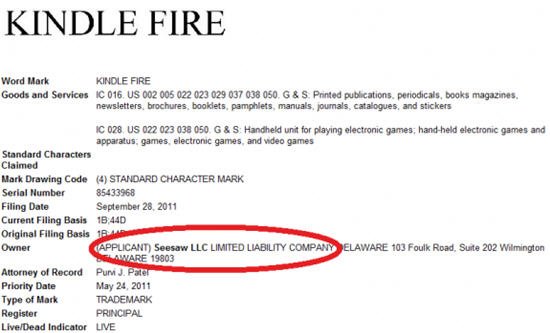 KINDLE FIRE
Word Mark KINDLE FIRE
Goods and Services IC 016. US 002 005 022 023 029 037 038 050. G & S: Printed publications, periodicals, books magazines,
newsletters, brochures, booklets, pamphlets, manuals, journals, catalogues, and stickers
IC 028. US 022 023 038 050. G & S: Handheld unit for playing electronic games; hand-held electronic games and
apparatus; games, electronic games, and video games
Standard Characters
Claimed
Mark Drawing Code (4) STANDARD CHARACTER MARK
Serial Number 85433968
Filing Date September 28, 2011
Current Filing Basis 1B;44D
Original Filing Basis 1B;44D
Owner (APPLICANT) Seesaw LLC LIMITED LIABILITY COMPANY DELAWARE 103 Foulk Road, Suite 202 Wilmington
DELAWARE 19803
Attorney of Record Purvi J. Patel
Priority Date May 24, 2011
Type of Mark TRADEMARK
Register PRINCIPAL
Live/Dead Indicator LIVE